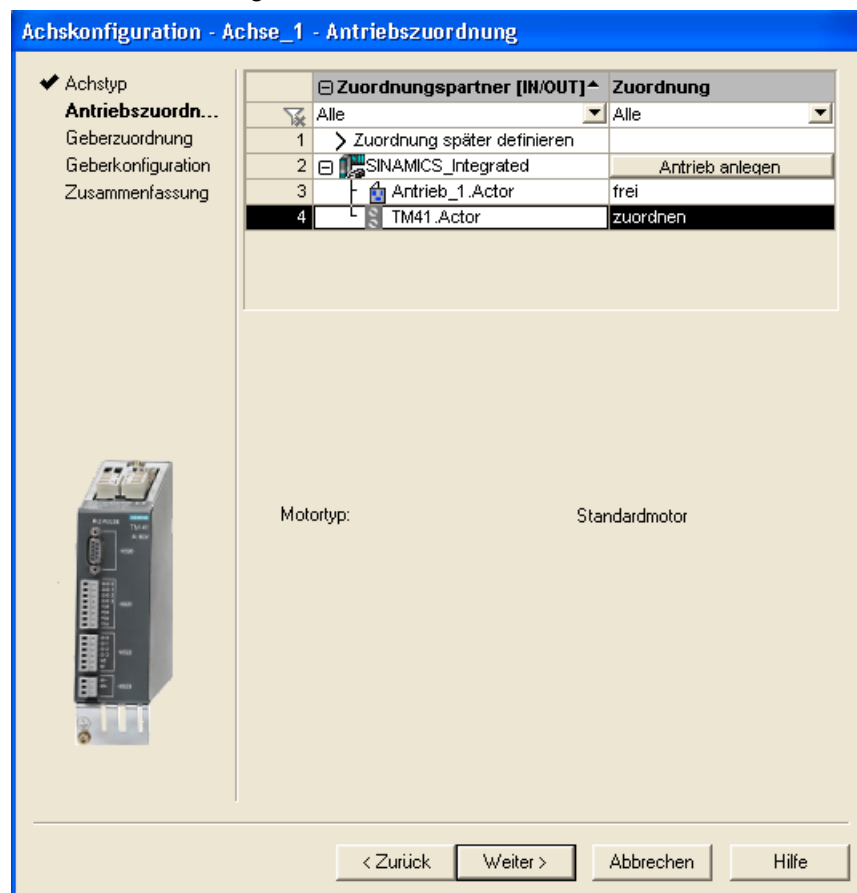 Achskonfiguration - Achse_1 - Antriebszuordnung
Achstyp
Antriebszuordn...
Geberzuordnung
Geberkonfiguration
Zusammenfassung
Zuordnungspartner [IN/OUT] Zuordnung
Alle Alle
1 Zuordnung später definieren
2 SINAMICS_Integrated Antrieb anlegen
3 Antrieb_1.Actor frei
4 TM41.Actor zuordnen
TM41
Motortyp: Standardmotor
< Zurück Weiter > Abbrechen Hilfe